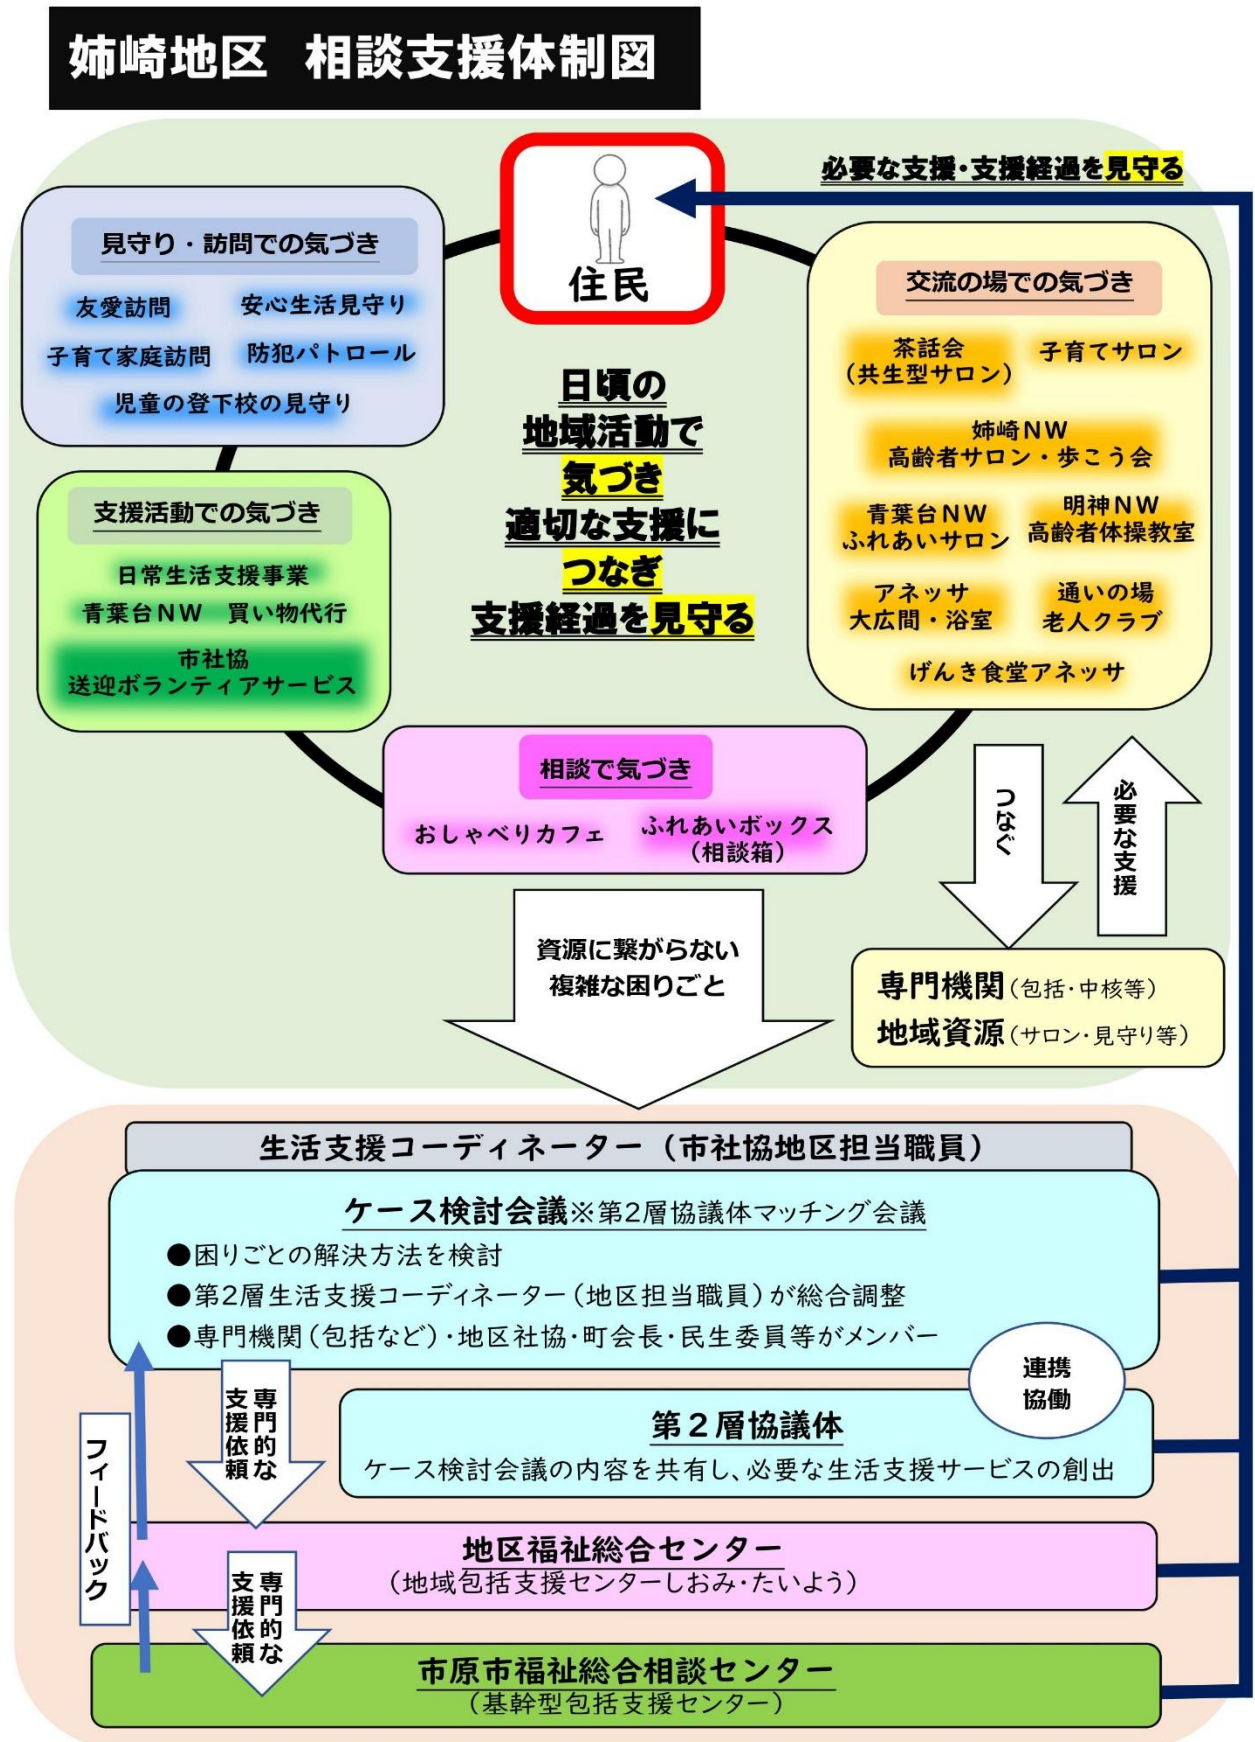 姉崎地区　相談支援体制図
住民
必要な支援・支援経過を見守る
見守り・訪問での気づき
友愛訪問　安心生活見守り
子育て家庭訪問　防犯パトロール
児童の登下校の見守り
支援活動での気づき
日常生活支援事業
青葉台ＮＷ　買い物代行
市社協
送迎ボランティアサービス
日頃の
地域活動で
気づき
適切な支援に
つなぎ
支援経過を見守る
交流の場での気づき
茶話会
（共生型サロン）
子育てサロン
姉崎ＮＷ
高齢者サロン・歩こう会
青葉台ＮＷ
ふれあいサロン
明神ＮＷ
高齢者体操教室
アネッサ
大広間・浴室
通いの場
老人クラブ
げんき食堂アネッサ
相談で気づき
おしゃべりカフェ
ふれあいボックス
（相談箱）
つなぐ
必要な支援
資源に繋がらない
複雑な困りごと
専門機関（包括・中核等）
地域資源（サロン・見守り等）
生活支援コーディネーター（市社協地区担当職員）
ケース検討会議※第2層協議体マッチング会議
●困りごとの解決方法を検討
●第2層生活支援コーディネーター（地区担当職員）が総合調整
●専門機関（包括など）・地区社協・町会長・民生委員等がメンバー
連携
協働
専門的な
支援依頼
第２層協議体
ケース検討会議の内容を共有し、必要な生活支援サービスの創出
フィードバック
地区福祉総合センター
（地域包括支援センターしおみ・たいよう）
専門的な
支援依頼
市原市福祉総合相談センター
（基幹型包括支援センター）